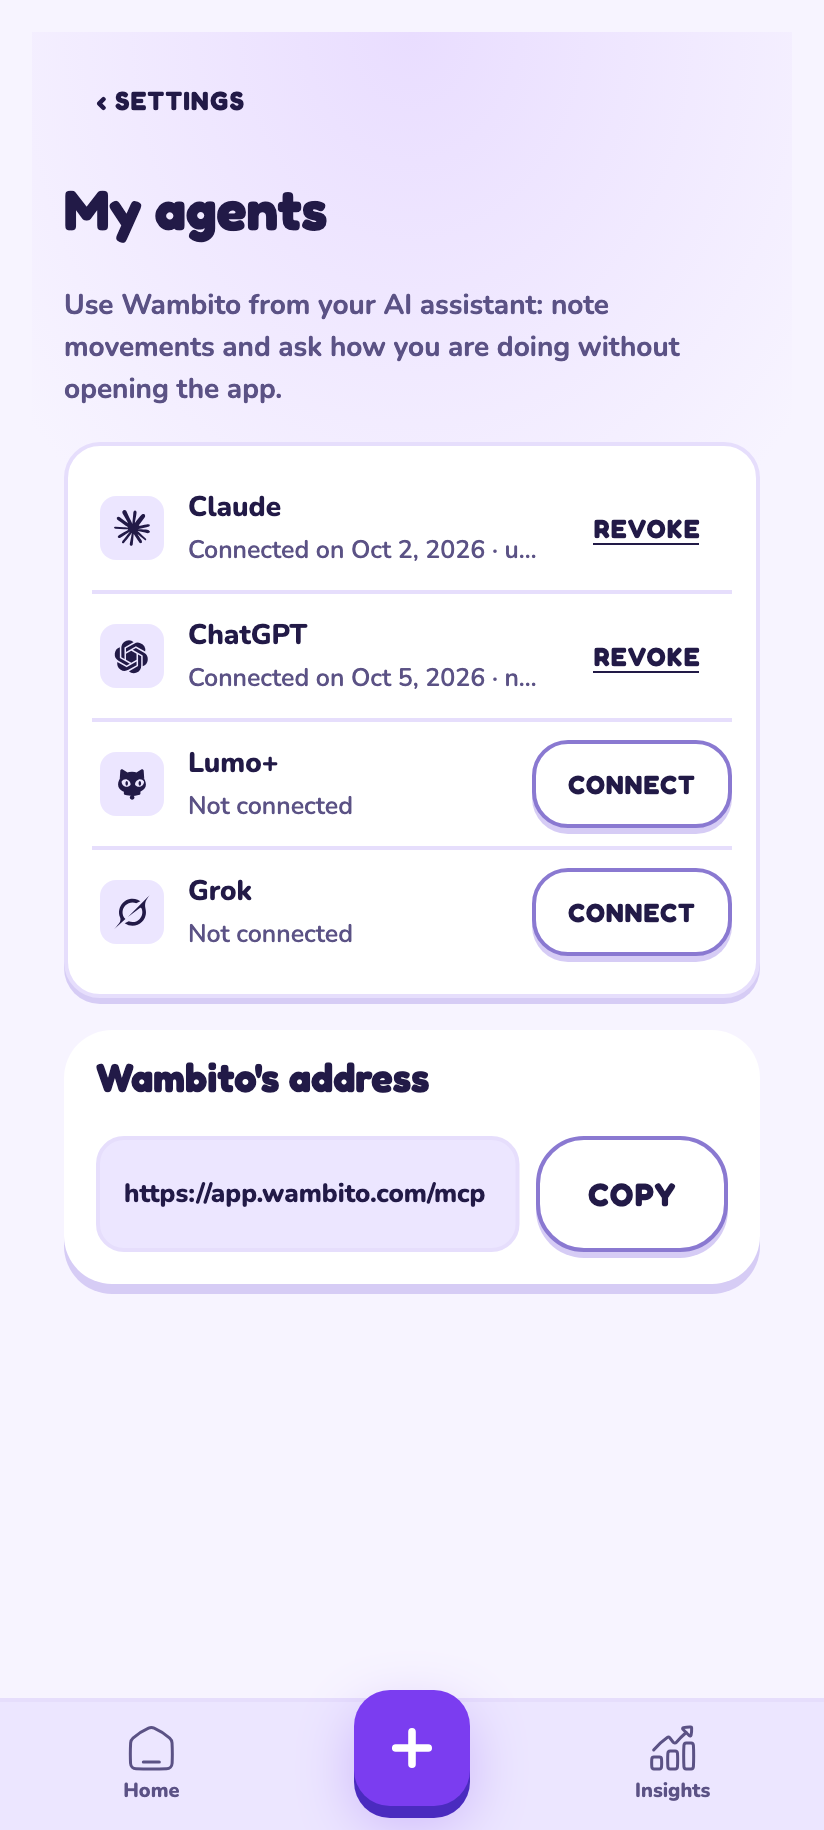 ‹ SETTINGS
My agents
Use Wambito from your AI assistant: note
movements and ask how you are doing without
opening the app.
Claude
Connected on Oct 2, 2026 · u...
REVOKE
ChatGPT
Connected on Oct 5, 2026 · n...
REVOKE
Lumo+
Not connected
CONNECT
Grok
Not connected
CONNECT
Wambito's address
https://app.wambito.com/mcp
COPY
Home
Insights